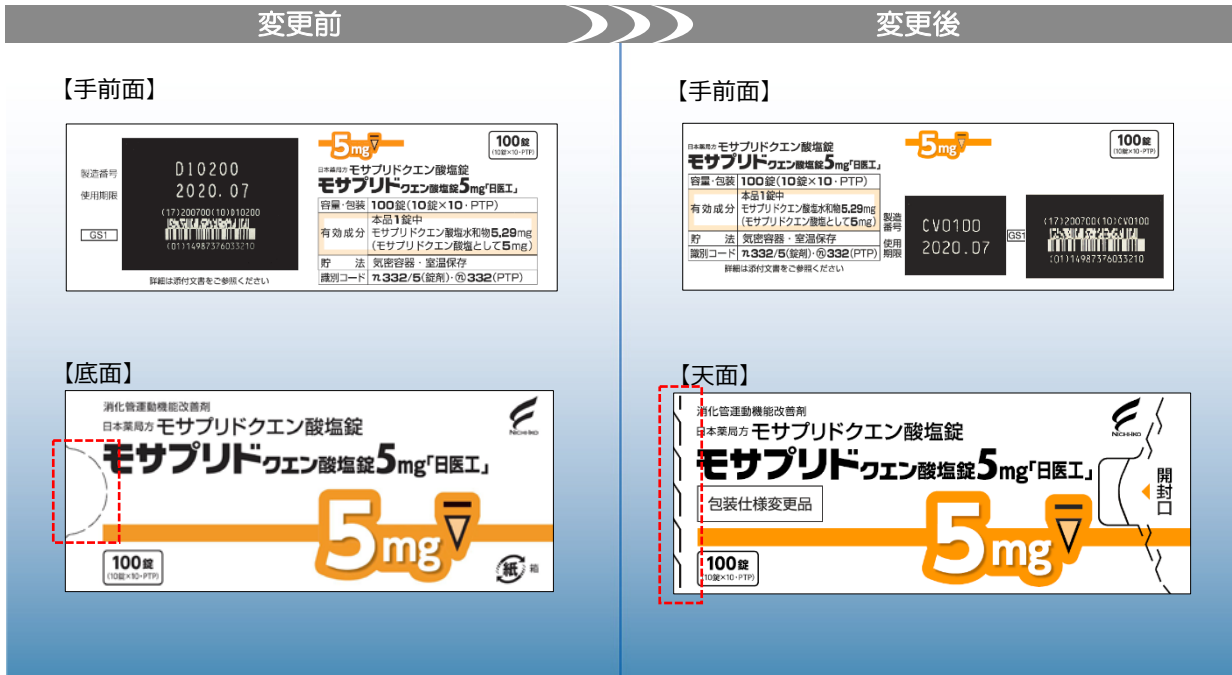 変更前
変更後
【手前面】
製造番号
使用期限
GS1
D10200
2020.07
(17)200700(10)D10200
(01)14987376033210
詳細は添付文書をご参照ください
5mg
100錠
(10錠×10・PTP)
日本薬局方 モサプリドクエン酸塩錠
モサプリドクエン酸塩錠5mg「日医工」
容量・包装 100錠(10錠×10・PTP)
有効成分 本品1錠中
モサプリドクエン酸塩水和物5.29mg
(モサプリドクエン酸塩として5mg)
貯 法 気密容器・室温保存
識別コード n332/5(錠剤)・ⓝ332(PTP)
【手前面】
日本薬局方 モサプリドクエン酸塩錠
モサプリドクエン酸塩錠5mg「日医工」
容量・包装 100錠(10錠×10・PTP)
有効成分 本品1錠中
モサプリドクエン酸塩水和物5.29mg
(モサプリドクエン酸塩として5mg)
貯 法 気密容器・室温保存
識別コード n332/5(錠剤)・ⓝ332(PTP)
詳細は添付文書をご参照ください
5mg
100錠
(10錠×10・PTP)
製造
番号
使用
期限
CV0100
2020.07
GS1
(17)200700(10)CV0100
(01)14987376033210
【底面】
消化管運動機能改善剤
日本薬局方 モサプリドクエン酸塩錠
モサプリドクエン酸塩錠5mg「日医工」
NICHI-IKO
5mg
100錠
(10錠×10・PTP)
紙 箱
【天面】
消化管運動機能改善剤
日本薬局方 モサプリドクエン酸塩錠
モサプリドクエン酸塩錠5mg「日医工」
NICHI-IKO
包装仕様変更品
開封口
5mg
100錠
(10錠×10・PTP)